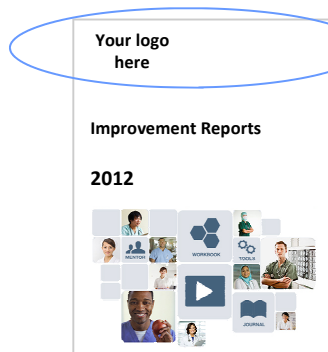 Your logo
here
Improvement Reports
2012
MENTOR
WORKBOOK
TOOLS
JOURNAL